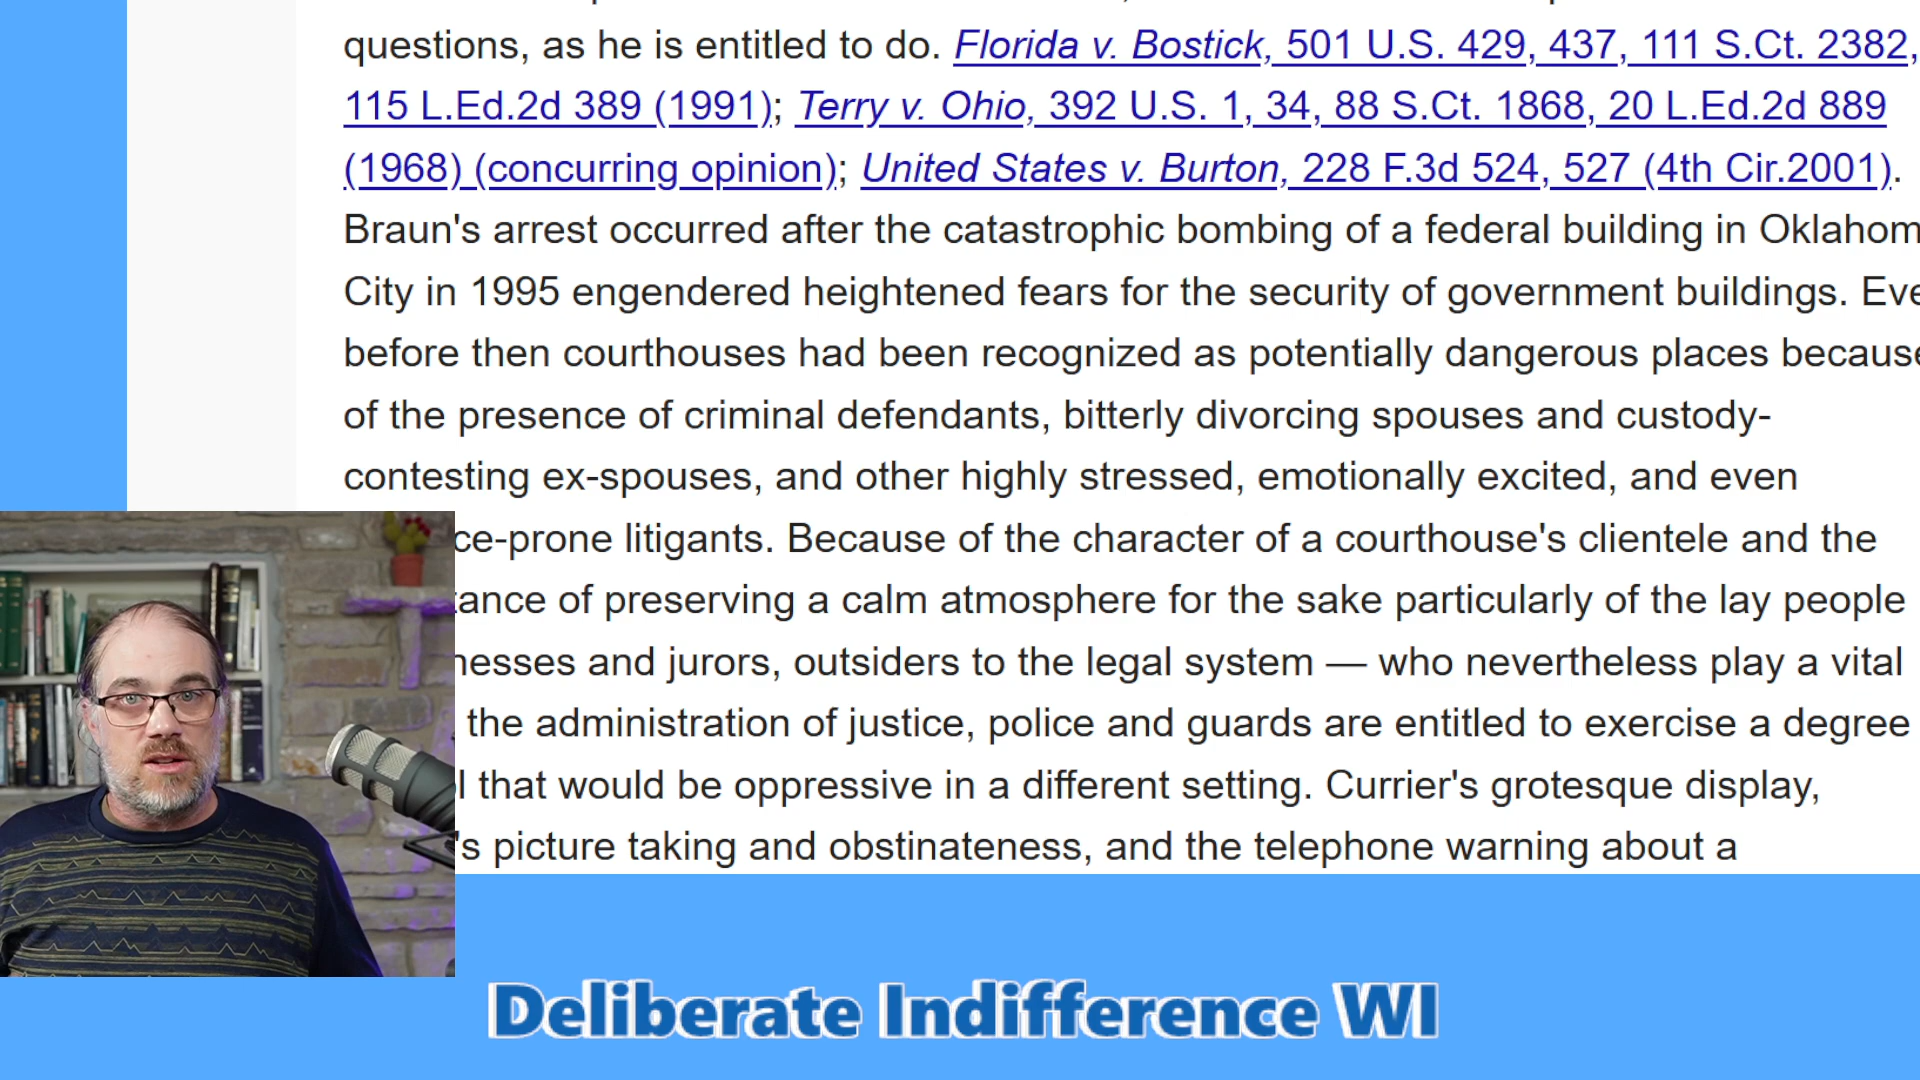 questions, as he is entitled to do. Florida v. Bostick, 501 U.S. 429, 437, 111 S.Ct. 2382,
115 L.Ed.2d 389 (1991); Terry v. Ohio, 392 U.S. 1, 34, 88 S.Ct. 1868, 20 L.Ed.2d 889
(1968) (concurring opinion); United States v. Burton, 228 F.3d 524, 527 (4th Cir.2001).
Braun's arrest occurred after the catastrophic bombing of a federal building in Oklahom
City in 1995 engendered heightened fears for the security of government buildings. Eve
before then courthouses had been recognized as potentially dangerous places because
of the presence of criminal defendants, bitterly divorcing spouses and custody-
contesting ex-spouses, and other highly stressed, emotionally excited, and even
ce-prone litigants. Because of the character of a courthouse's clientele and the
tance of preserving a calm atmosphere for the sake particularly of the lay people
nesses and jurors, outsiders to the legal system — who nevertheless play a vital
the administration of justice, police and guards are entitled to exercise a degree
l that would be oppressive in a different setting. Currier's grotesque display,
's picture taking and obstinateness, and the telephone warning about a
Deliberate Indifference WI